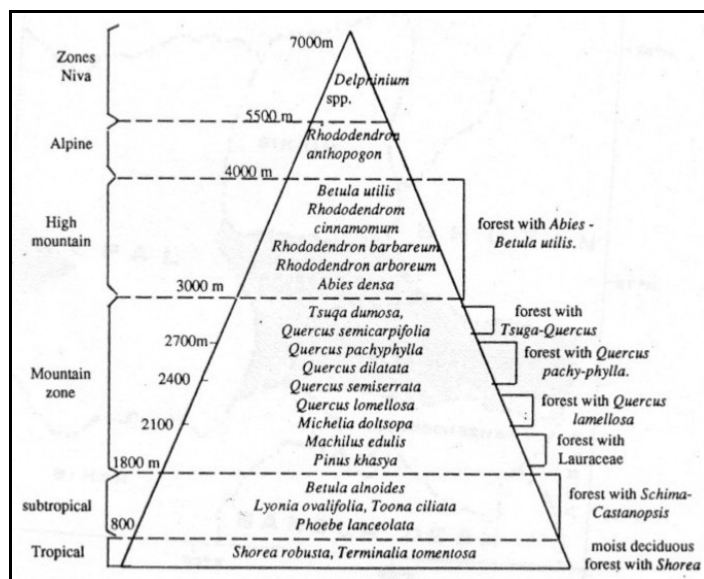 Zones
Niva
7000m
Delphinium
spp.
5500 m
Alpine
Rhododendron
anthopogon
4000 m
High
mountain
Betula utilis
Rhododendrom
cinnamomum
Rhododendron barbareum
Rhododendron arboreum
Abies densa
forest with Abies -
Betula utilis.
3000 m
Mountain
zone
2700m
2400
2100
Tsuqa dumosa,
Quercus semicarpifolia
Quercus pachyphylla
Quercus dilatata
Quercus semiserrata
Quercus lomellosa
Michelia doltsopa
Machilus edulis
Pinus khasya
forest with
Tsuga-Quercus
forest with Quercus
pachy-phylla.
forest with Quercus
lamellosa
forest with
Lauraceae
1800 m
subtropical
Betula alnoides
Lyonia ovalifolia, Toona ciliata
Phoebe lanceolata
forest with Schima-
Castanopsis
800
Tropical
Shorea robusta, Terminalia tomentosa
moist deciduous
forest with Shorea